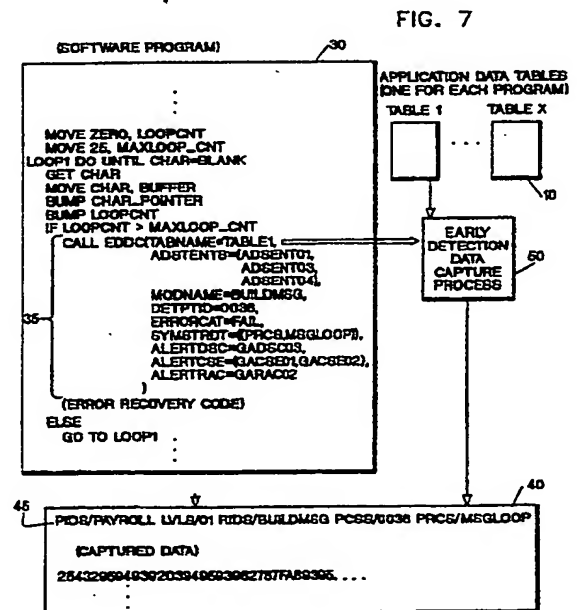 FIG. 7
(SOFTWARE PROGRAM)
30
APPLICATION DATA TABLES
(ONE FOR EACH PROGRAM)
TABLE 1 ... TABLE X
MOVE ZERO, LOOPCNT
MOVE 25, MAXLOOP_CNT
LOOP1 DO UNTIL CHAR=BLANK
GET CHAR
MOVE CHAR, BUFFER
BUMP CHAR_POINTER
BUMP LOOPCNT
IF LOOPCNT > MAXLOOP_CNT
10
CALL EDDC(TABNAME=TABLE1,
ADSTENTS=(ADSENT01,
ADSENT03,
ADSENT04),
MODNAME=BUILDMSG,
DETPTID=0036,
ERRORCAT=FAIL,
SYMSTRDT=((PRCS,MSGLOOP)),
ALERTDSC=GADSC03,
ALERTCSE=(GACSE01,GACSE02),
ALERTRAC=GARAC02
)
35
EARLY
DETECTION
DATA
CAPTURE
PROCESS
50
(ERROR RECOVERY CODE)
ELSE
GO TO LOOP1
40
45
PIDS/PAYROLL LVLS/01 RIDS/BUILDMSG PCSS/0036 PRCS/MSGLOOP
(CAPTURED DATA)